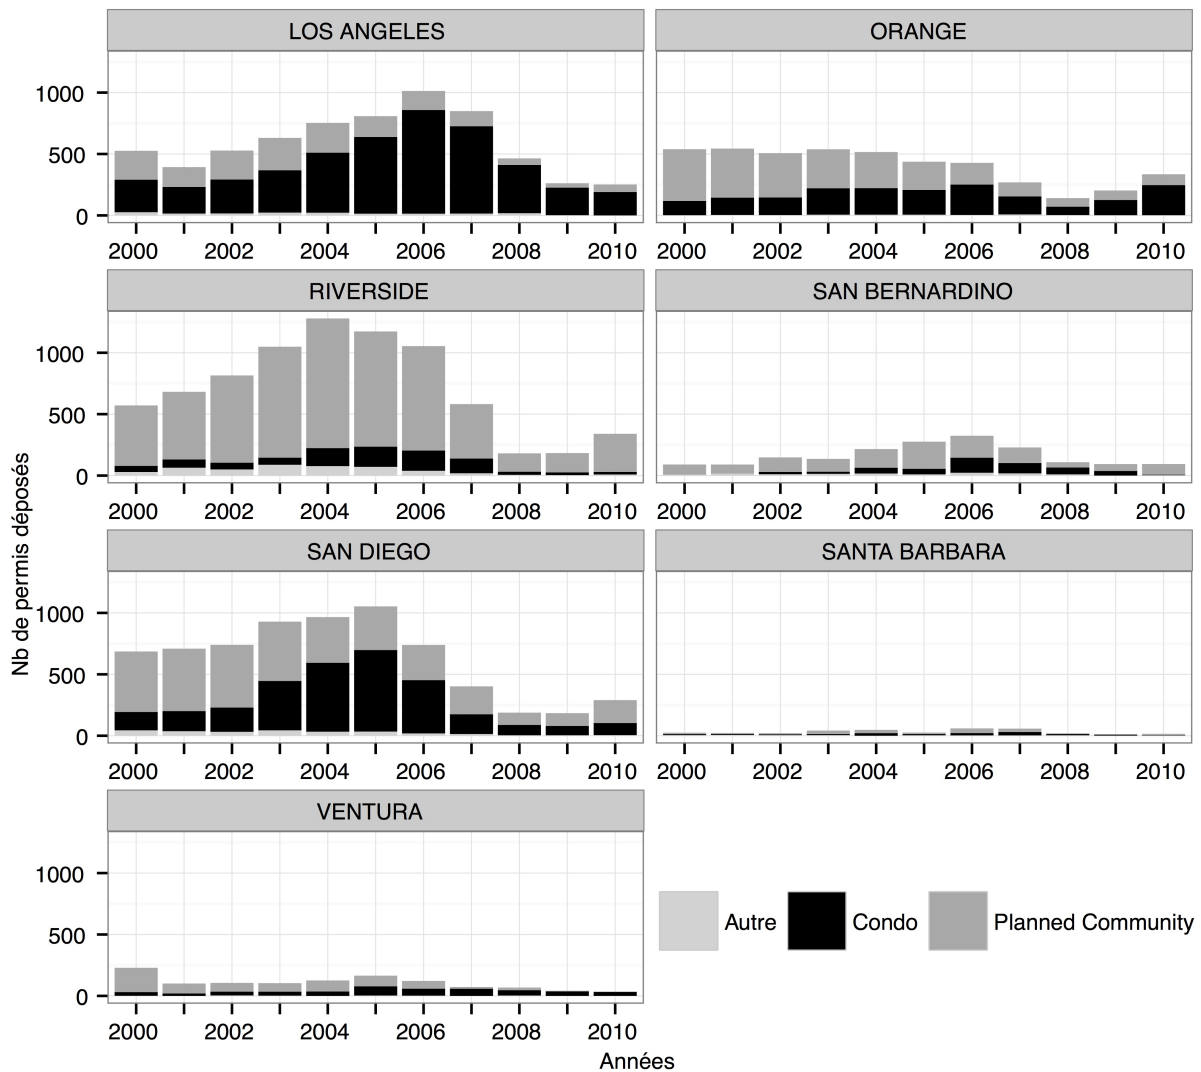 LOS ANGELES
ORANGE
1000
500
0
2000 2002 2004 2006 2008 2010
2000 2002 2004 2006 2008 2010
RIVERSIDE
SAN BERNARDINO
1000
500
0
2000 2002 2004 2006 2008 2010
2000 2002 2004 2006 2008 2010
Nb de permis déposés
SAN DIEGO
SANTA BARBARA
1000
500
0
2000 2002 2004 2006 2008 2010
2000 2002 2004 2006 2008 2010
VENTURA
1000
500
0
2000 2002 2004 2006 2008 2010
Années
Autre Condo Planned Community